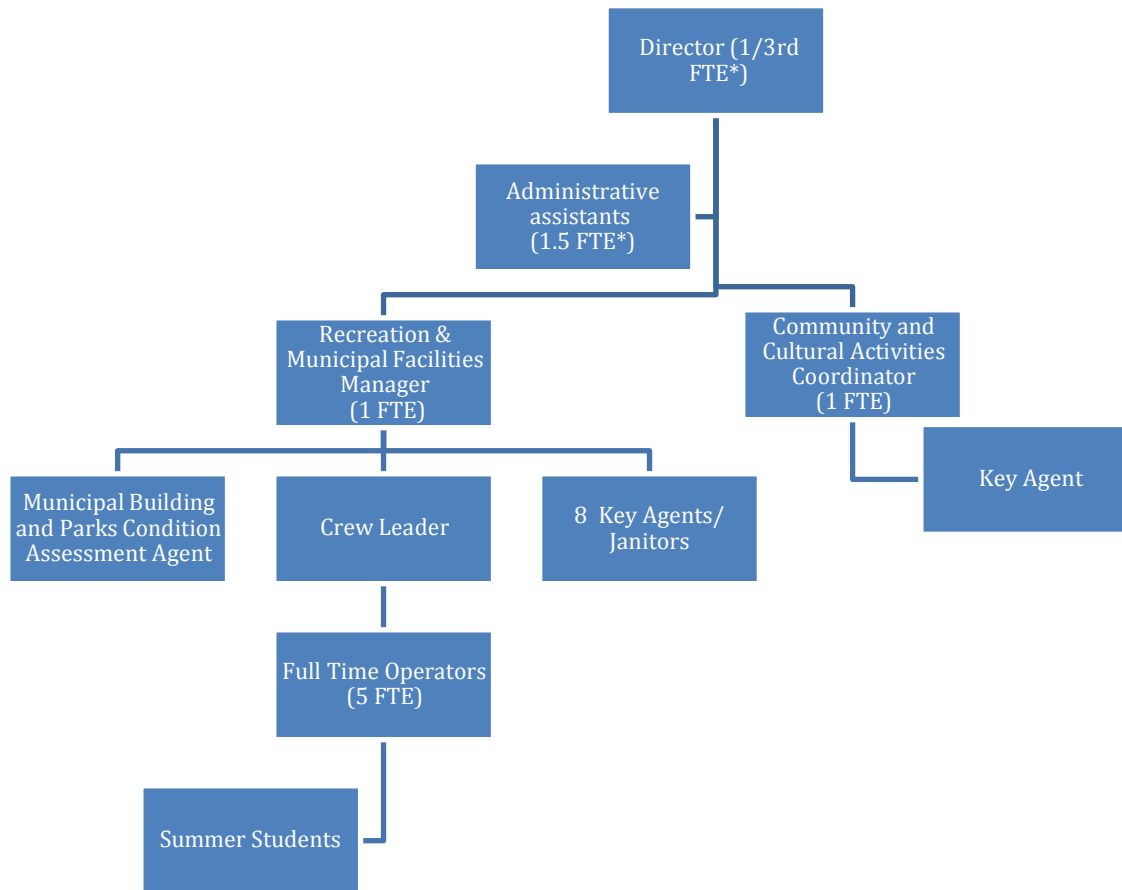 Director (1/3rd
FTE*)
Administrative
assistants
(1.5 FTE*)
Recreation &
Municipal Facilities
Manager
(1 FTE)
Community and
Cultural Activities
Coordinator
(1 FTE)
Municipal Building
and Parks Condition
Assessment Agent
Crew Leader
8 Key Agents/
Janitors
Key Agent
Full Time Operators
(5 FTE)
Summer Students